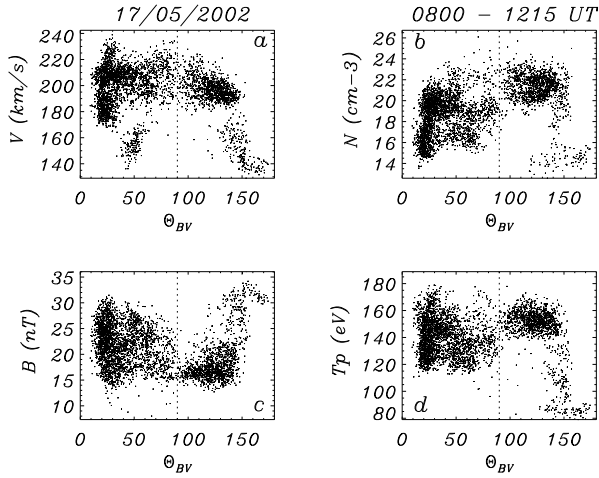 17/05/2002
0800 – 1215 UT
a
V (km/s)
240
220
200
180
160
140
0 50 100 150
Θ_BV
b
N (cm-3)
26
24
22
20
18
16
14
0 50 100 150
Θ_BV
c
B (nT)
35
30
25
20
15
10
0 50 100 150
Θ_BV
d
Tp (eV)
180
160
140
120
100
80
0 50 100 150
Θ_BV